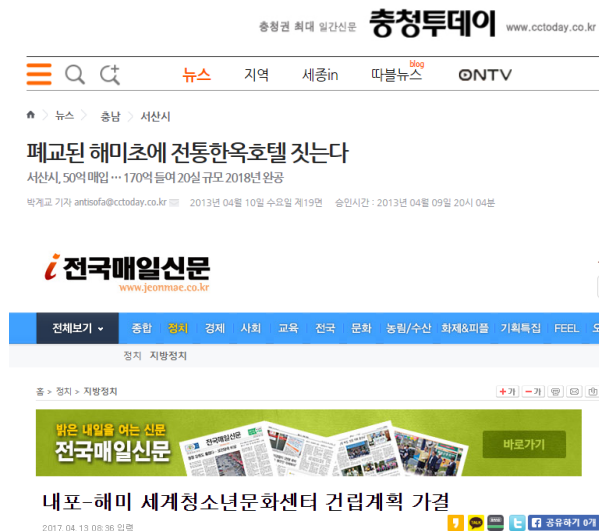 충청권 최대 일간신문 충청투데이 www.cctoday.co.kr
blog
뉴스 지역 세종in 따블뉴스 ONTV
뉴스 충남 서산시
폐교된 해미초에 전통한옥호텔 짓는다
서산시, 50억 매입 … 170억 들여 20실 규모 2018년 완공
박계교 기자 antisofa@cctoday.co.kr 2013년 04월 10일 수요일 제19면 승인시간 : 2013년 04월 09일 20시 04분
i 전국매일신문
www.jeonmae.co.kr
전체보기 종합 정치 경제 사회 교육 전국 문화 농림/수산 화제&피플 기획특집 FEEL
정치 지방정치
홈 > 정치 > 지방정치 +가 -가
밝은 내일을 여는 신문
전국매일신문
바로가기
내포-해미 세계청소년문화센터 건립계획 가결
2017.04.13 08:36 입력 공유하기 0개